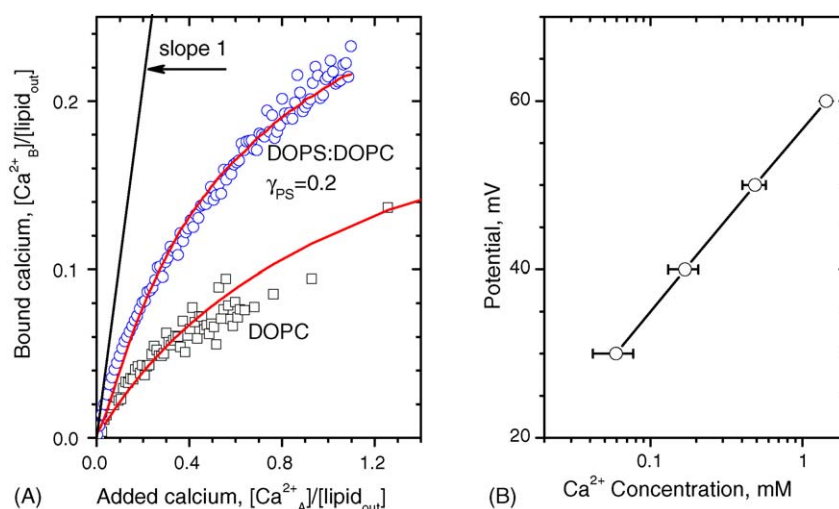 slope 1
0.2
0.1
0.0
DOPS:DOPC
γPS=0.2
DOPC
0.0 0.4 0.8 1.2
Bound calcium, [Ca²⁺B]/[lipidout]
(A) Added calcium, [Ca²⁺A]/[lipidout]
60
40
20
Potential, mV
0.1 1
(B) Ca²⁺ Concentration, mM